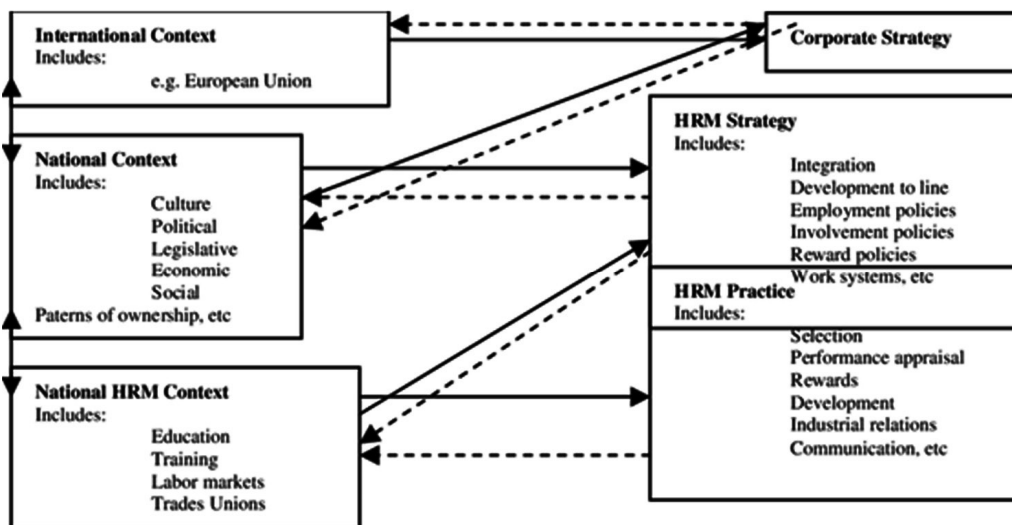 International Context
Includes:
e.g. European Union
National Context
Includes:
Culture
Political
Legislative
Economic
Social
Paterns of ownership, etc
National HRM Context
Includes:
Education
Training
Labor markets
Trades Unions
Corporate Strategy
HRM Strategy
Includes:
Integration
Development to line
Employment policies
Involvement policies
Reward policies
Work systems, etc
HRM Practice
Includes:
Selection
Performance appraisal
Rewards
Development
Industrial relations
Communication, etc